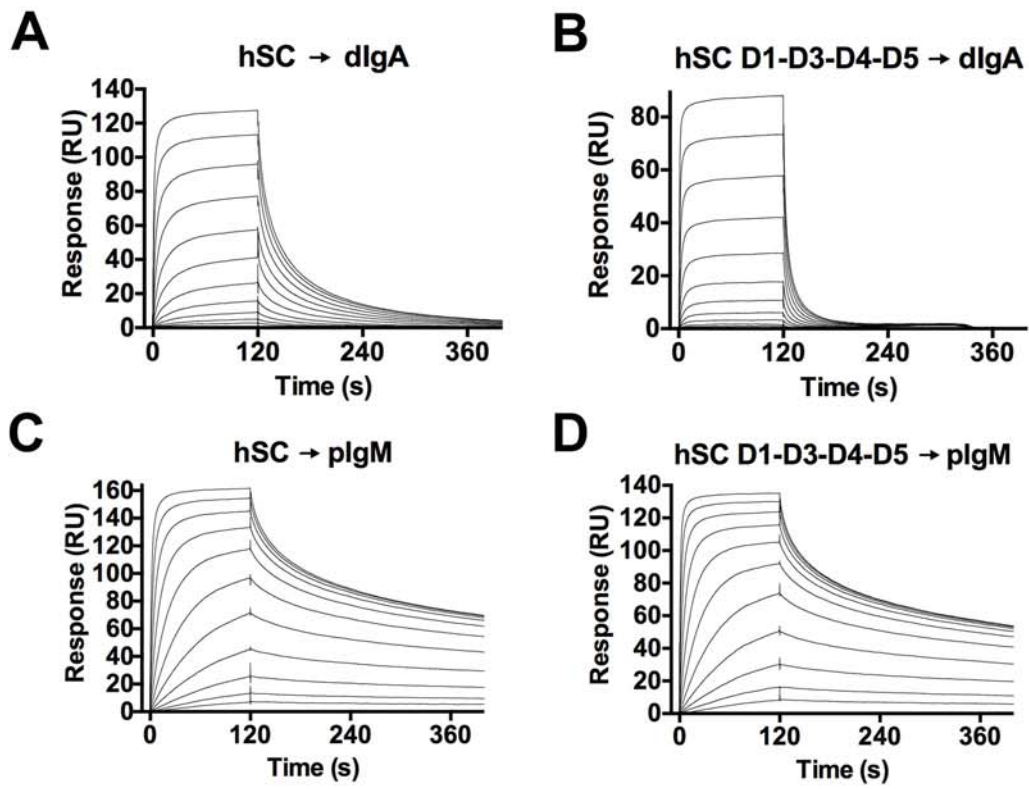 A
hSC → dIgA
Response (RU)
140
120
100
80
60
40
20
0
0 120 240 360
Time (s)
B
hSC D1-D3-D4-D5 → dIgA
Response (RU)
80
60
40
20
0
0 120 240 360
Time (s)
C
hSC → pIgM
Response (RU)
160
140
120
100
80
60
40
20
0
0 120 240 360
Time (s)
D
hSC D1-D3-D4-D5 → pIgM
Response (RU)
140
120
100
80
60
40
20
0
0 120 240 360
Time (s)